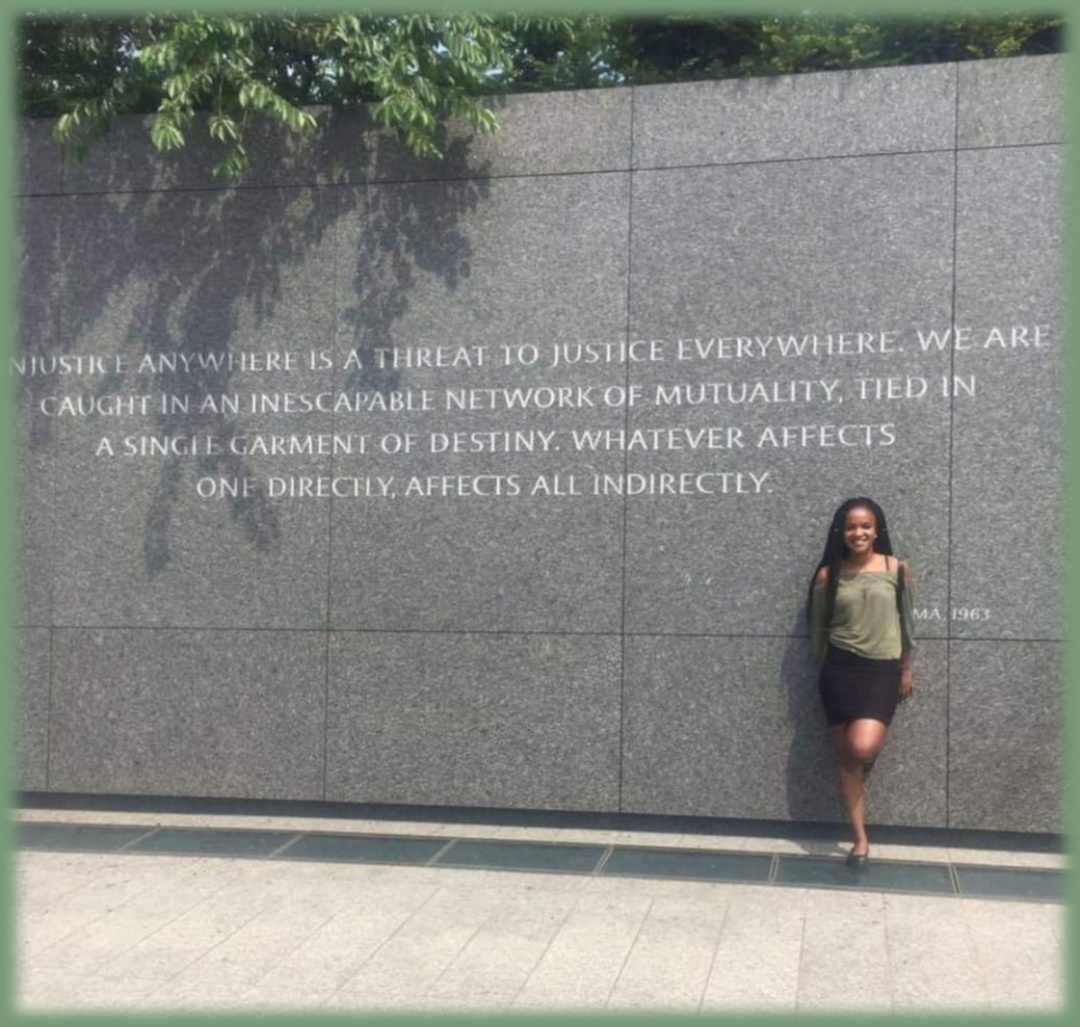 NJUSTICE ANYWHERE IS A THREAT TO JUSTICE EVERYWHERE. WE ARE
CAUGHT IN AN INESCAPABLE NETWORK OF MUTUALITY, TIED IN
A SINGLE GARMENT OF DESTINY. WHATEVER AFFECTS
ONE DIRECTLY, AFFECTS ALL INDIRECTLY.
MA, 1963